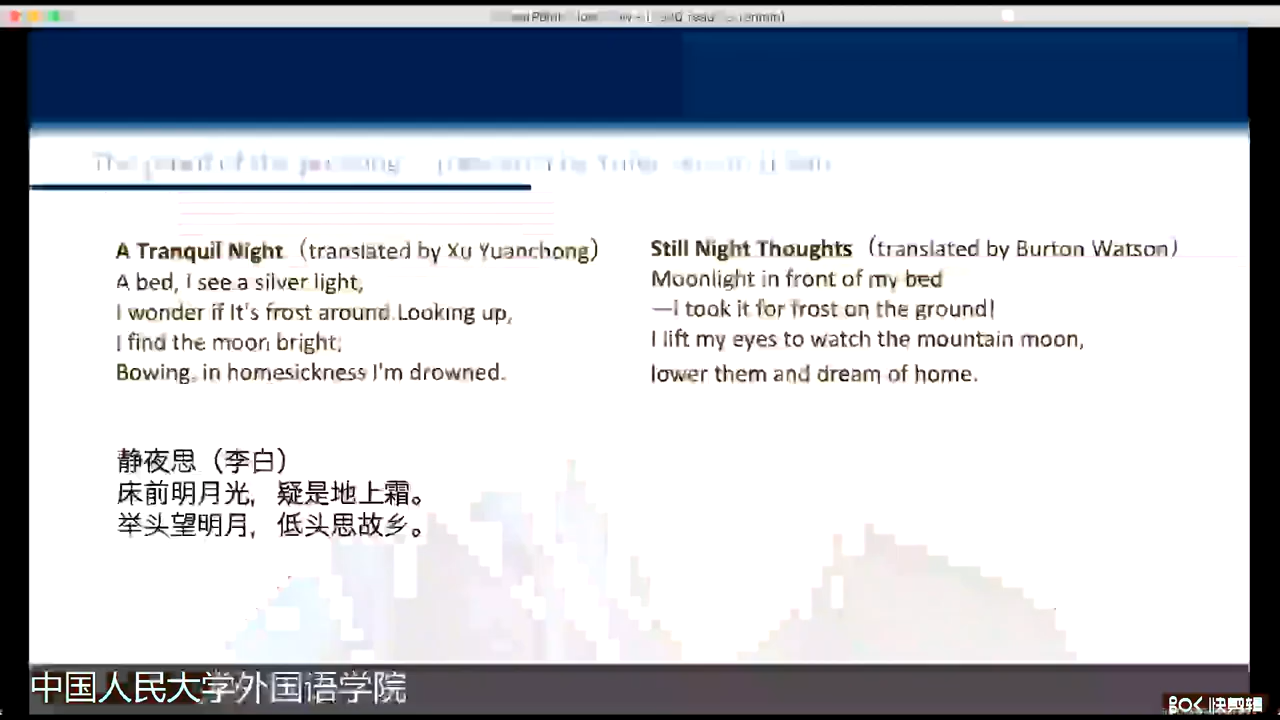 A Tranquil Night（translated by Xu Yuanchong）
A bed, I see a silver light,
I wonder if It's frost around.Looking up,
I find the moon bright;
Bowing, in homesickness I'm drowned.
Still Night Thoughts（translated by Burton Watson）
Moonlight in front of my bed
—I took it for frost on the ground!
I lift my eyes to watch the mountain moon,
lower them and dream of home.
静夜思（李白）
床前明月光，疑是地上霜。
举头望明月，低头思故乡。
中国人民大学外国语学院
快剪辑